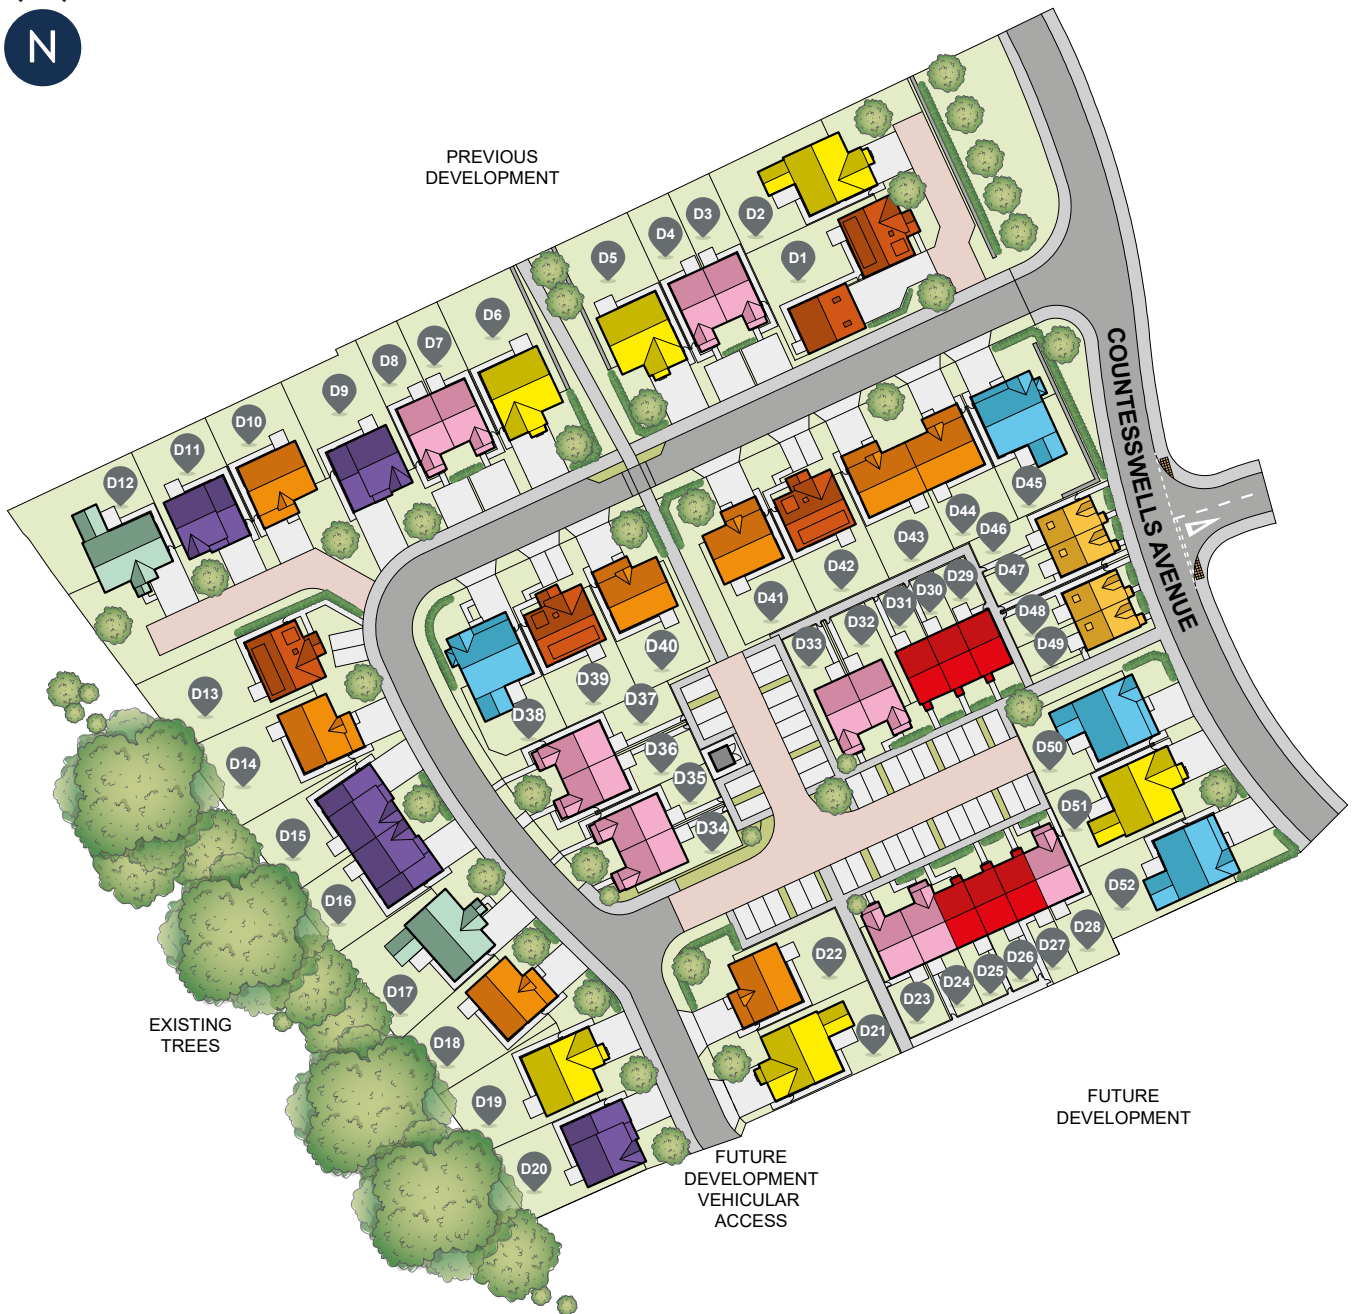 N
PREVIOUS
DEVELOPMENT
D1
D2
D3
D4
D5
D6
D7
D8
D9
D10
D11
D12
D13
D14
D15
D16
D17
D18
D19
D20
D21
D22
D23
D24
D25
D26
D27
D28
D29
D30
D31
D32
D33
D34
D35
D36
D37
D38
D39
D40
D41
D42
D43
D44
D45
D46
D47
D48
D49
D50
D51
D52
COUNTESSWELLS AVENUE
EXISTING
TREES
FUTURE
DEVELOPMENT
FUTURE
DEVELOPMENT
VEHICULAR
ACCESS